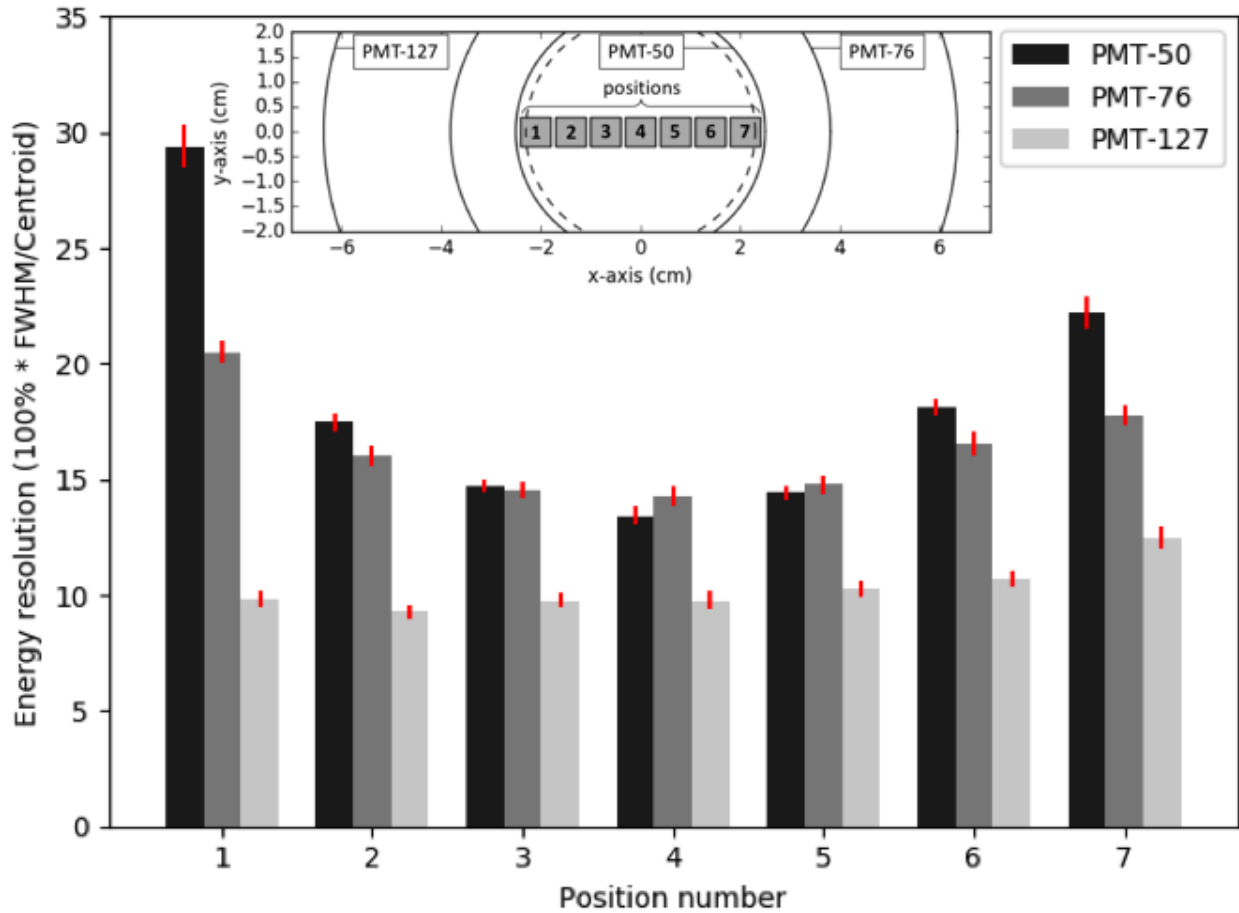 35
30
25
20
15
10
5
0
Energy resolution (100% * FWHM/Centroid)
2.0
1.5
1.0
0.5
0.0
−0.5
−1.0
−1.5
−2.0
y-axis (cm)
PMT-127
PMT-50
PMT-76
positions
1 2 3 4 5 6 7
−6 −4 −2 0 2 4 6
x-axis (cm)
PMT-50
PMT-76
PMT-127
1 2 3 4 5 6 7
Position number